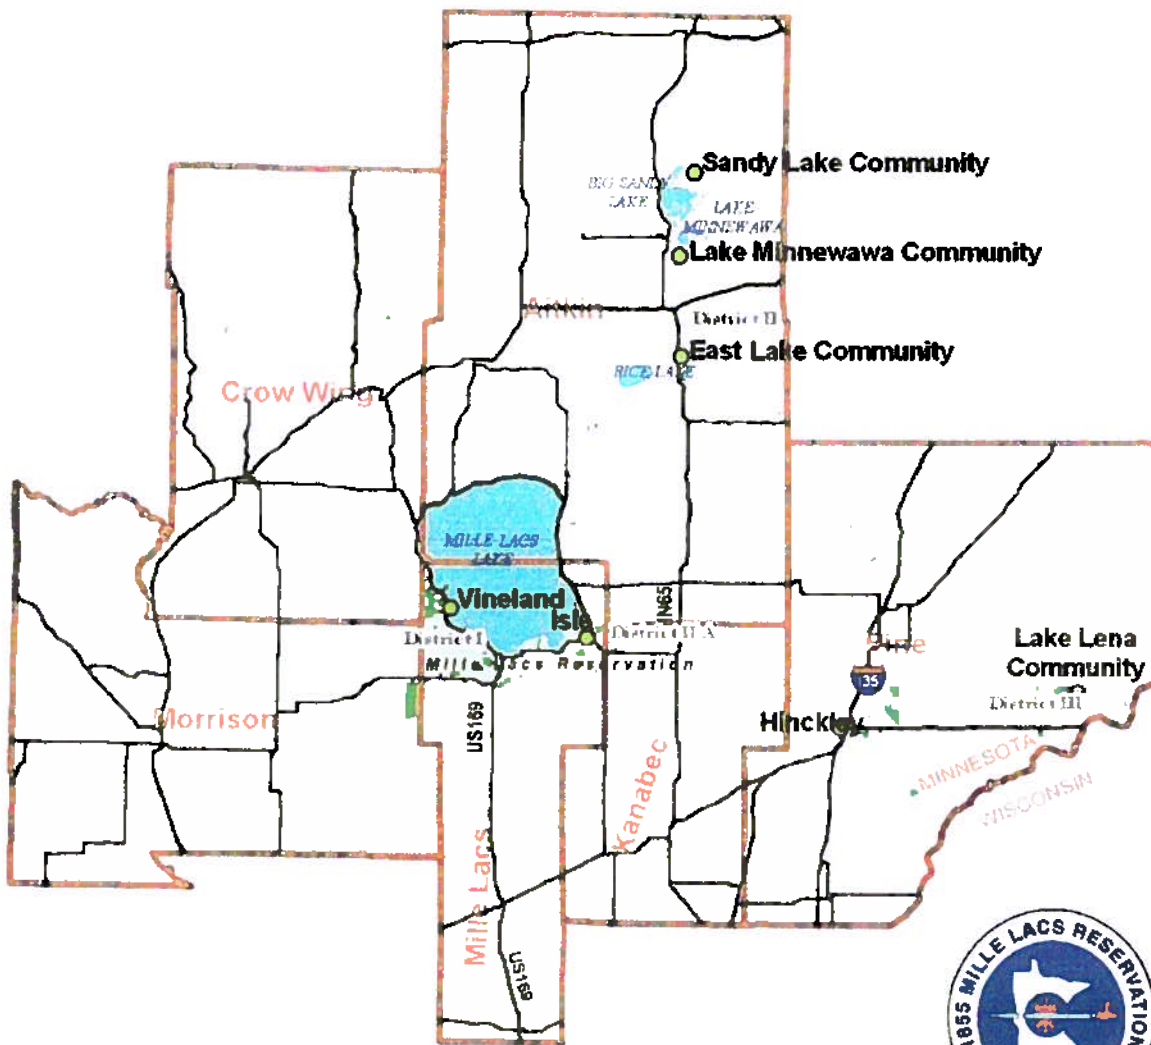 Sandy Lake Community
BIG SANDY
LAKE
LAKE
MINNEWAWA
Lake Minnewawa Community
Aitkin
District II
East Lake Community
RICE LAKE
Crow Wing
MILLE LACS
LAKE
Vineland
Isle
MN65
District I
District II A
Mille Lacs Reservation
Pine
Lake Lena
Community
35
District III
Morrison
US169
Hinckley
Kanabec
MINNESOTA
WISCONSIN
Mille Lacs
US169
1855 MILLE LACS RESERVATION